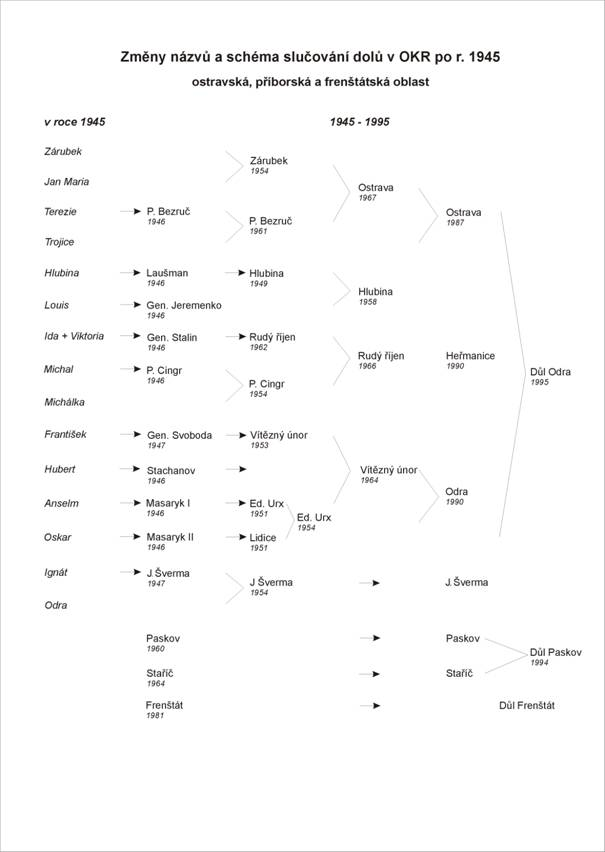 Změny názvů a schéma slučování dolů v OKR po r. 1945
ostravská, příborská a frenštátská oblast
v roce 1945
1945 - 1995
Zárubek
Zárubek
1954
Jan Maria
Ostrava
1967
Terezie
P. Bezruč
1946
P. Bezruč
1961
Ostrava
1987
Trojice
Hlubina
Laušman
1946
Hlubina
1949
Hlubina
1958
Louis
Gen. Jeremenko
1946
Ida + Viktoria
Gen. Stalin
1946
Rudý říjen
1962
Rudý říjen
1966
Heřmanice
1990
Michal
P. Cingr
1946
P. Cingr
1954
Důl Odra
1995
Michálka
František
Gen. Svoboda
1947
Vítězný únor
1953
Hubert
Stachanov
1946
Vítězný únor
1964
Anselm
Masaryk I
1946
Ed. Urx
1951
Ed. Urx
1954
Odra
1990
Oskar
Masaryk II
1946
Lidice
1951
Ignát
J.Šverma
1947
J Šverma
1954
J.Šverma
Odra
Paskov
1960
Paskov
Důl Paskov
1994
Staříč
1964
Staříč
Frenštát
1981
Důl Frenštát